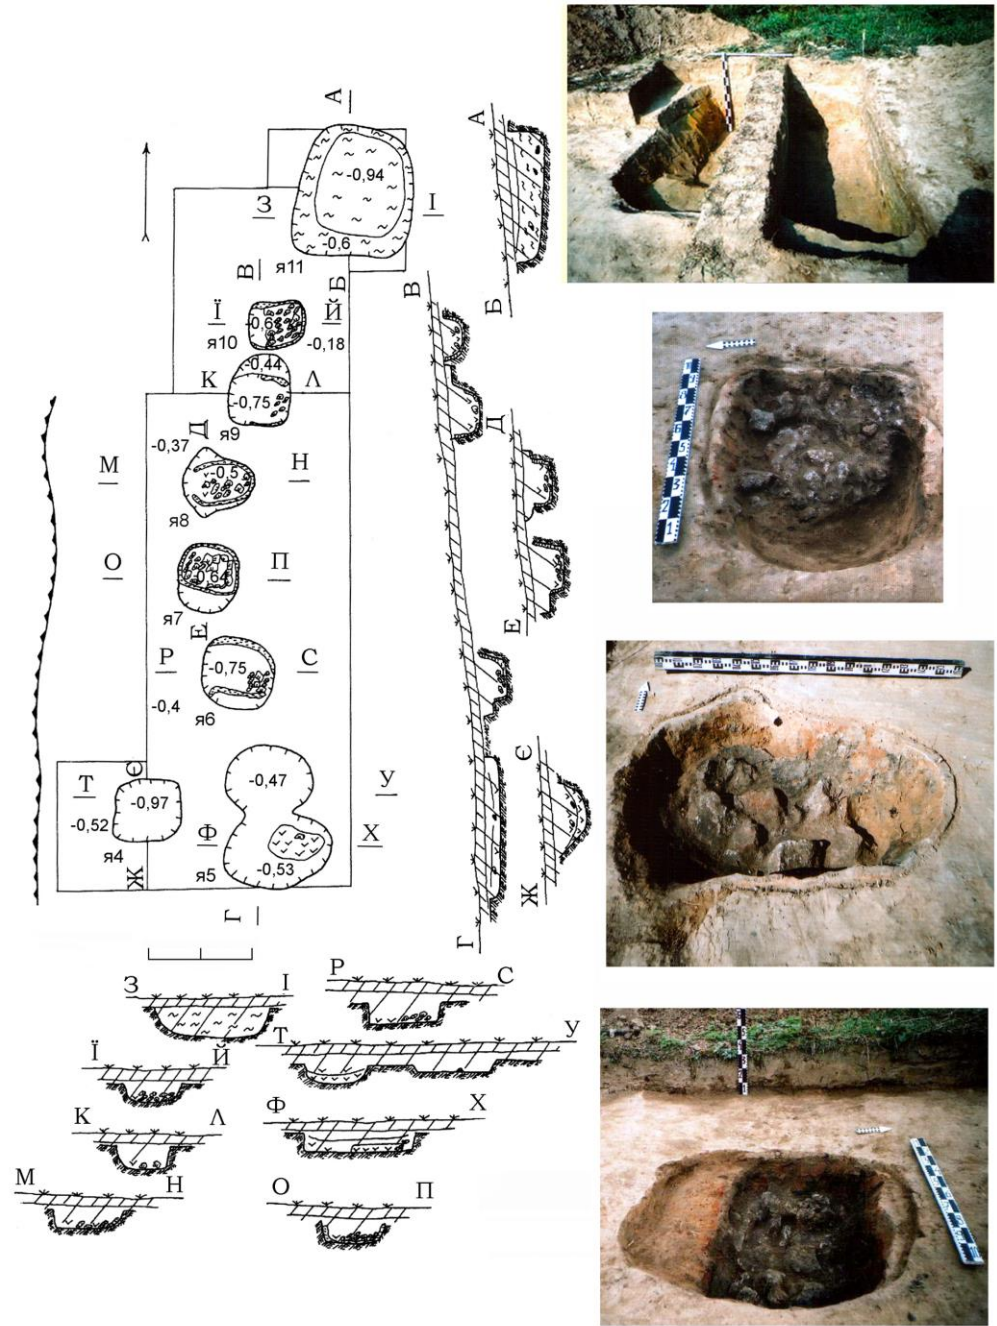 А
А
-0,94
З
І
-0,6
я11
В
Б
В
Б
Ї
-0,6
Й
я10
-0,18
-0,44
К
Л
-0,75
я9
Д
Д
-0,37
М
-0,5
Н
я8
О
П
-0,64
я7
Е
Е
Р
-0,75
С
-0,4
я6
Є
Є
-0,47
Т
-0,97
У
-0,52
Ф
Х
я4
-0,53
я5
Ж
Ж
Г
Г
З
І
Р
С
Т
У
Ї
Й
К
Л
Ф
Х
М
Н
О
П